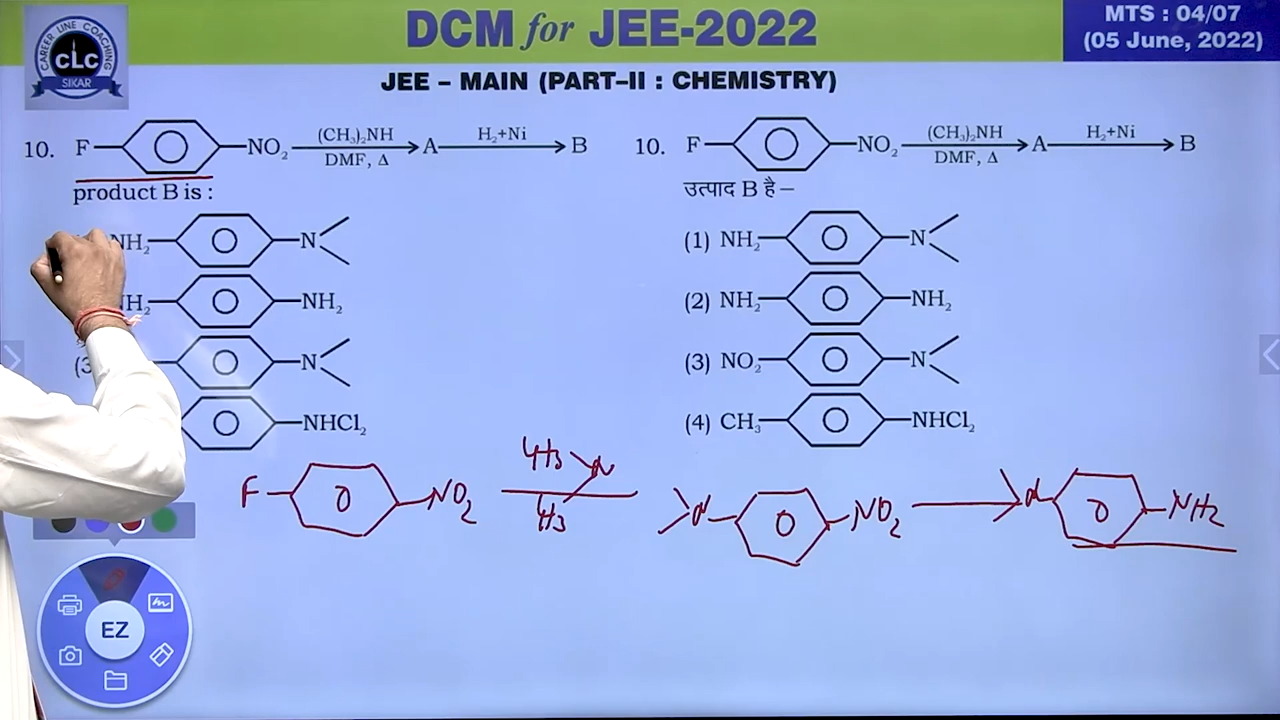 CAREER LINE COACHING
CLC
SIKAR
DCM for JEE-2022
MTS : 04/07
(05 June, 2022)
JEE – MAIN (PART–II : CHEMISTRY)
10. F NO₂ (CH₃)₂NH DMF, Δ A H₂+Ni B
product B is :
NH₂ N
NH₂ NH₂
(3 N
NHCl₂
10. F NO₂ (CH₃)₂NH DMF, Δ A H₂+Ni B
उत्पाद B है –
(1) NH₂ N
(2) NH₂ NH₂
(3) NO₂ N
(4) CH₃ NHCl₂
F NO₂ NO₂ NH₂
EZ